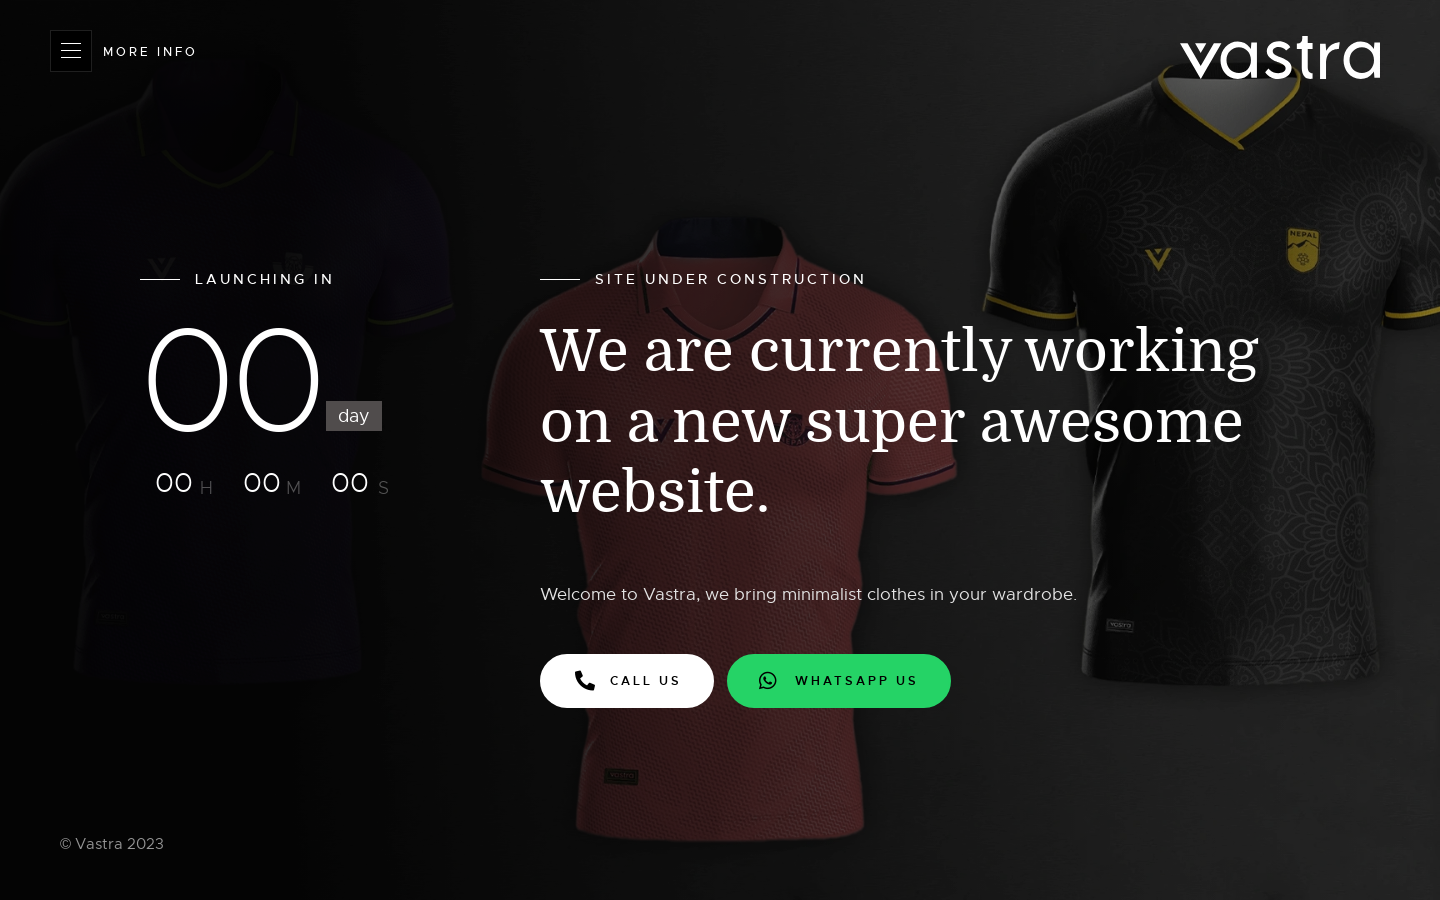 MORE INFO
vastra
NEPAL
LAUNCHING IN
00 day
00 H 00 M 00 S
SITE UNDER CONSTRUCTION
We are currently working
on a new super awesome
website.
Welcome to Vastra, we bring minimalist clothes in your wardrobe.
vastra
CALL US
WHATSAPP US
vastra
© Vastra 2023